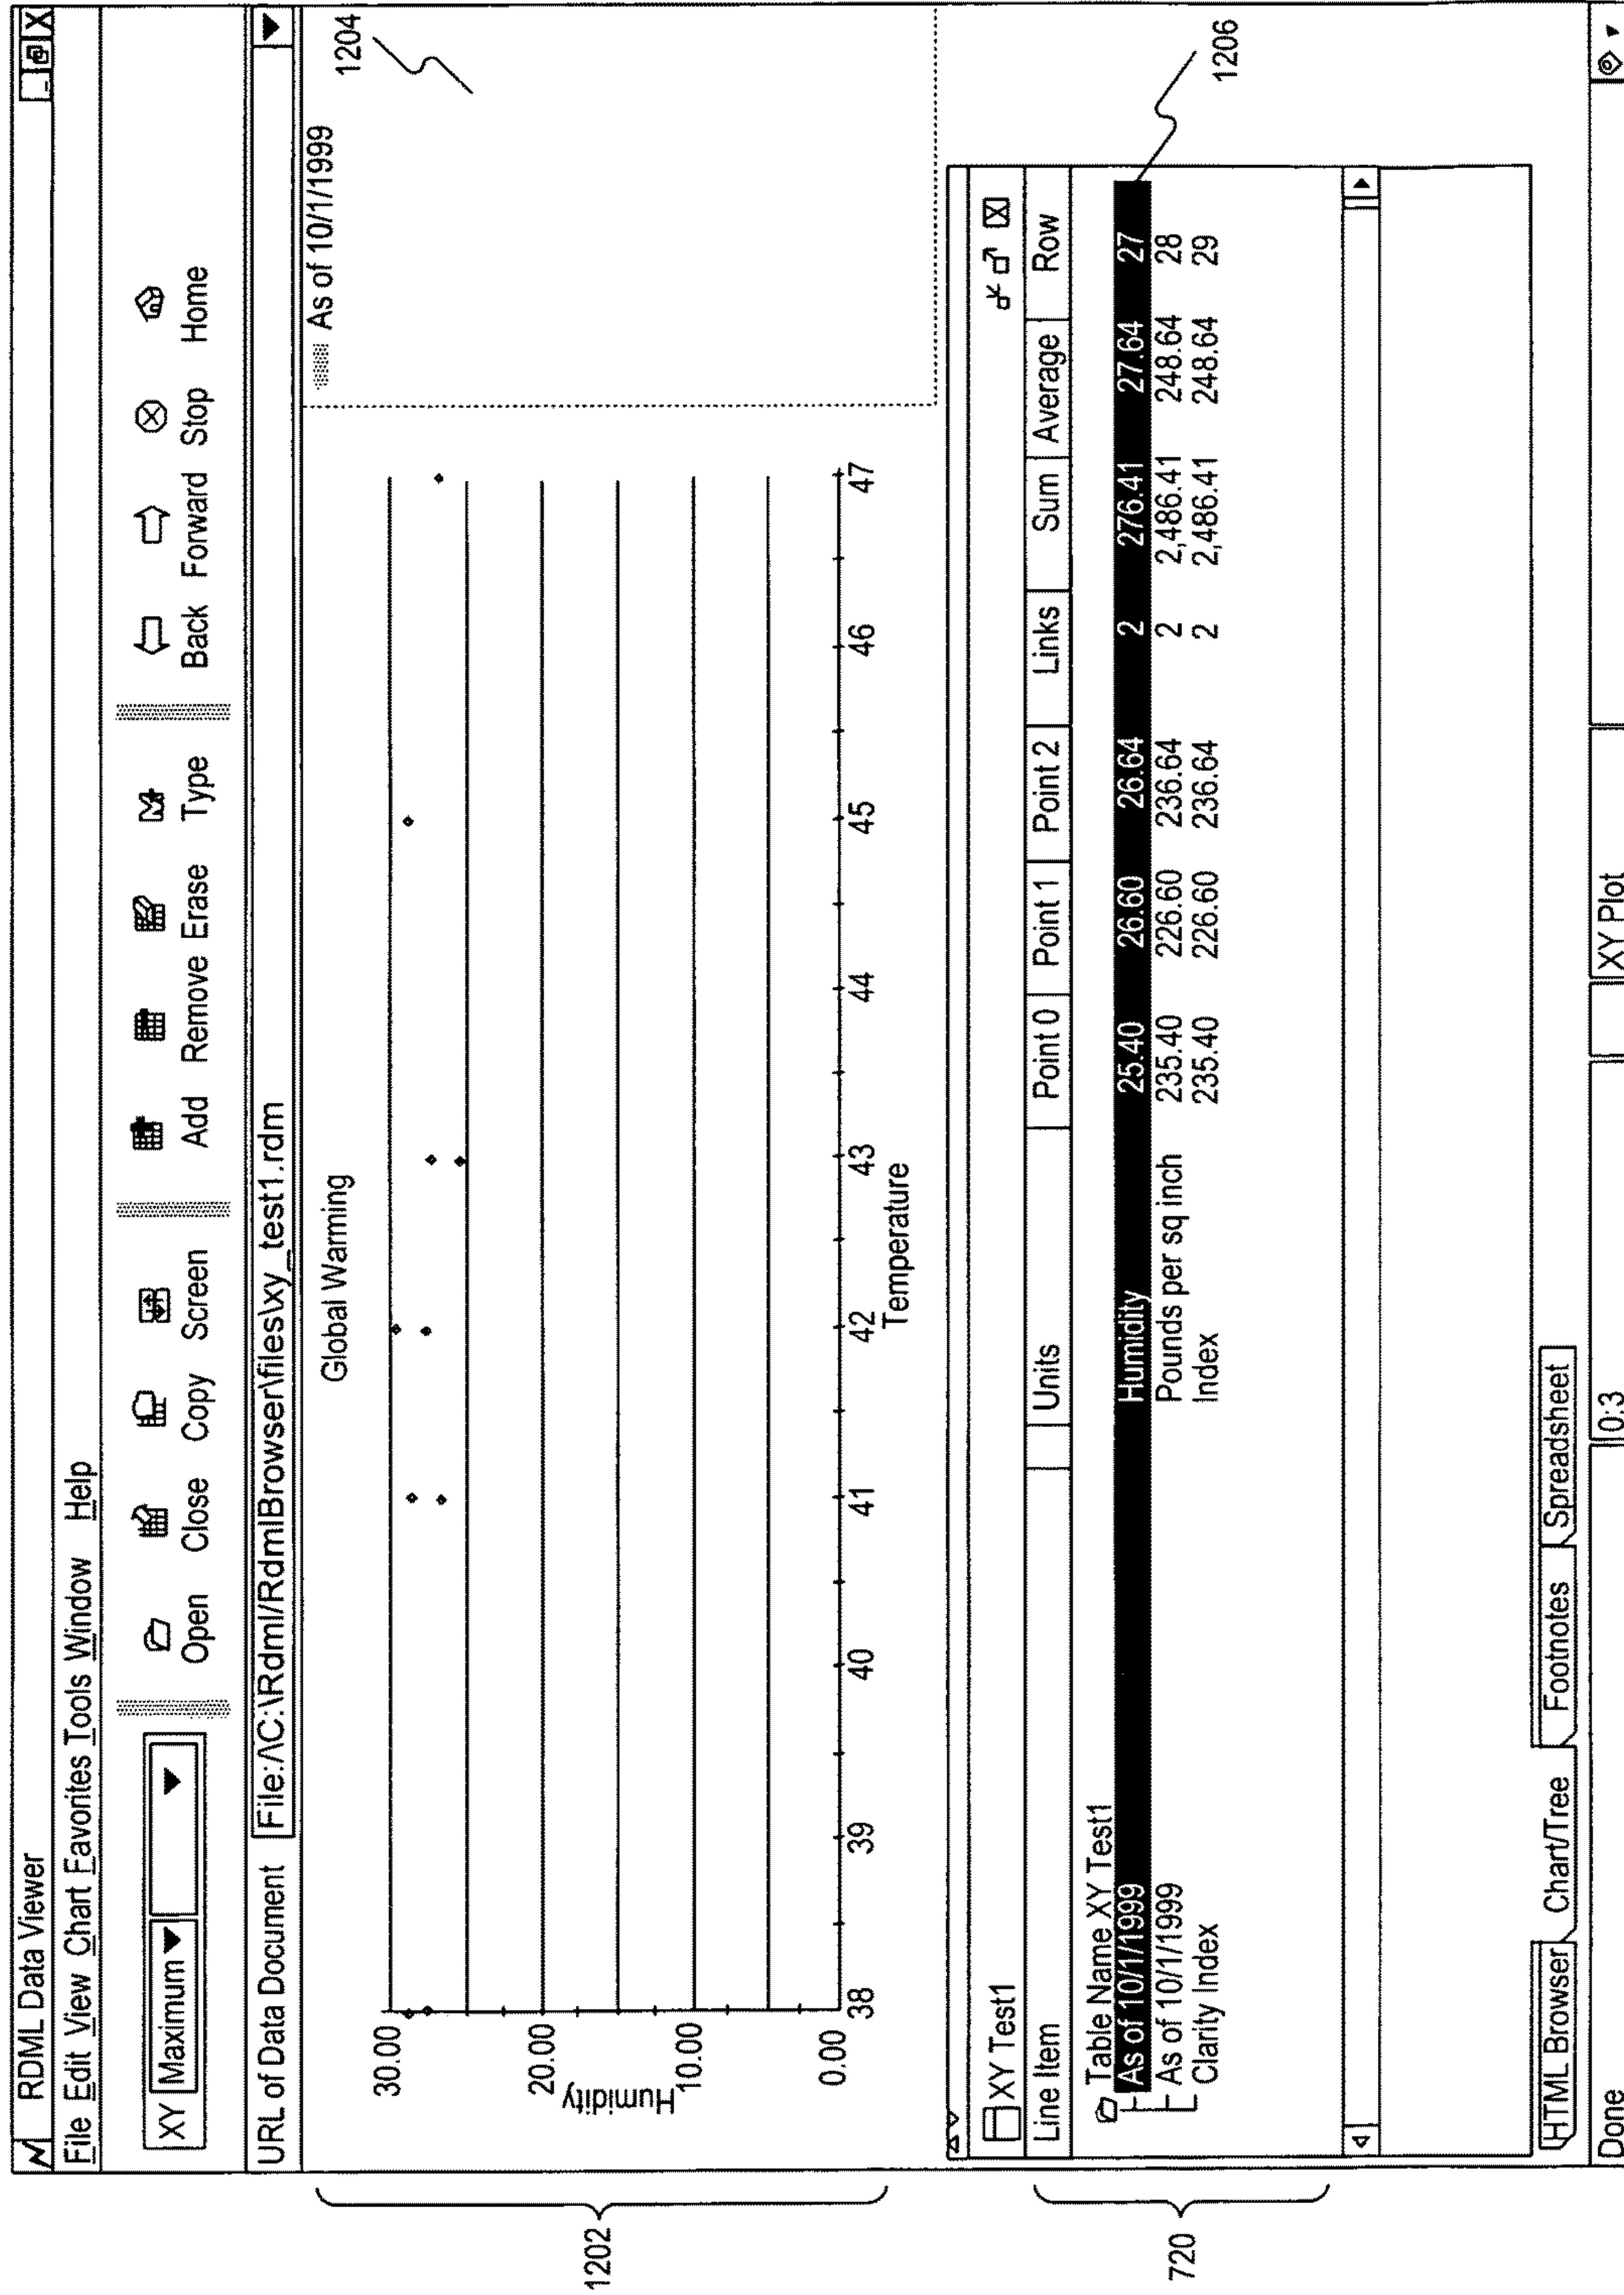 RDML Data Viewer
File Edit View Chart Favorites Tools Window Help
XY Maximum
Open Close Copy Screen Add Remove Erase Type Back Forward Stop Home
URL of Data Document File:/\C:\Rdml/RdmlBrowser\files\xy_test1.rdm
Global Warming
As of 10/1/1999
1204
1202
30.00
20.00
10.00
0.00
Humidity
38 39 40 41 42 43 44 45 46 47
Temperature
XY Test1
Line Item Units Point 0 Point 1 Point 2 Links Sum Average Row
Table Name XY Test1
As of 10/1/1999 Humidity 25.40 26.60 26.64 2 276.41 27.64 27
As of 10/1/1999 Pounds per sq inch 235.40 226.60 236.64 2 2,486.41 248.64 28
Clarity Index Index 235.40 226.60 236.64 2 2,486.41 248.64 29
1206
720
HTML Browser Chart/Tree Footnotes Spreadsheet
Done 0:3 XY Plot